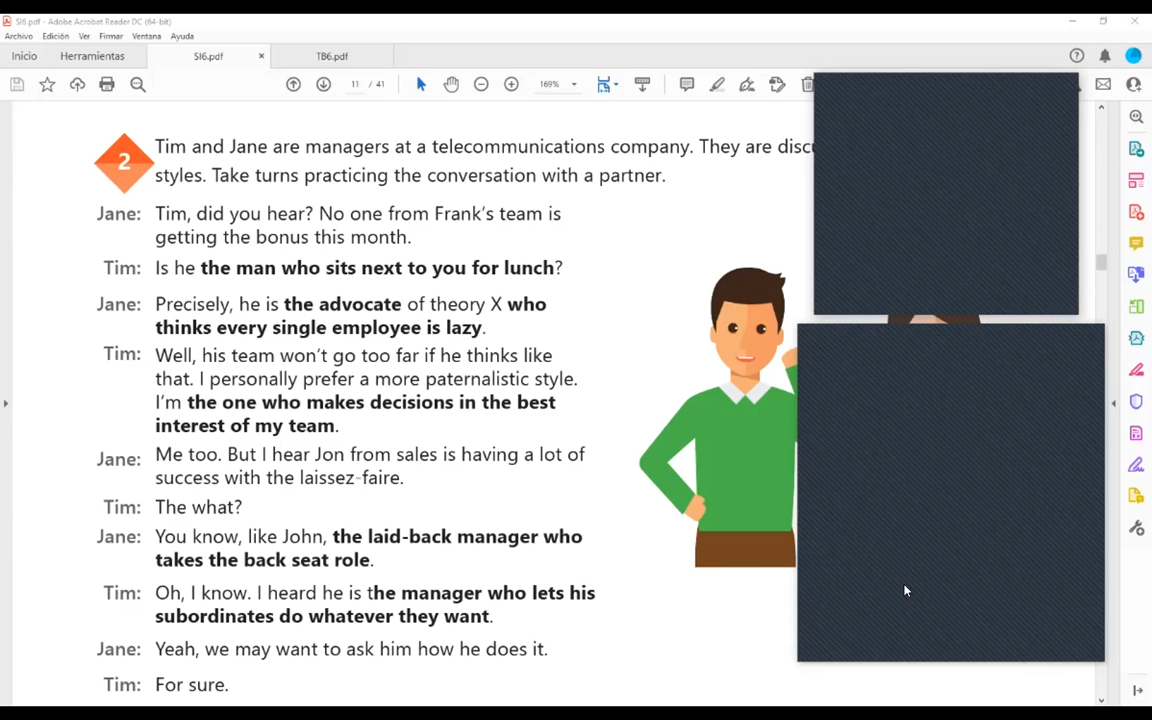 SI6.pdf - Adobe Acrobat Reader DC (64-bit)
Archivo Edición Ver Firmar Ventana Ayuda
Inicio Herramientas SI6.pdf × TB6.pdf
11 / 41 169%
2
Tim and Jane are managers at a telecommunications company. They are
styles. Take turns practicing the conversation with a partner.
Jane: Tim, did you hear? No one from Frank's team is
getting the bonus this month.
Tim: Is he the man who sits next to you for lunch?
Jane: Precisely, he is the advocate of theory X who
thinks every single employee is lazy.
Tim: Well, his team won't go too far if he thinks like
that. I personally prefer a more paternalistic style.
I'm the one who makes decisions in the best
interest of my team.
Jane: Me too. But I hear Jon from sales is having a lot of
success with the laissez-faire.
Tim: The what?
Jane: You know, like John, the laid-back manager who
takes the back seat role.
Tim: Oh, I know. I heard he is the manager who lets his
subordinates do whatever they want.
Jane: Yeah, we may want to ask him how he does it.
Tim: For sure.